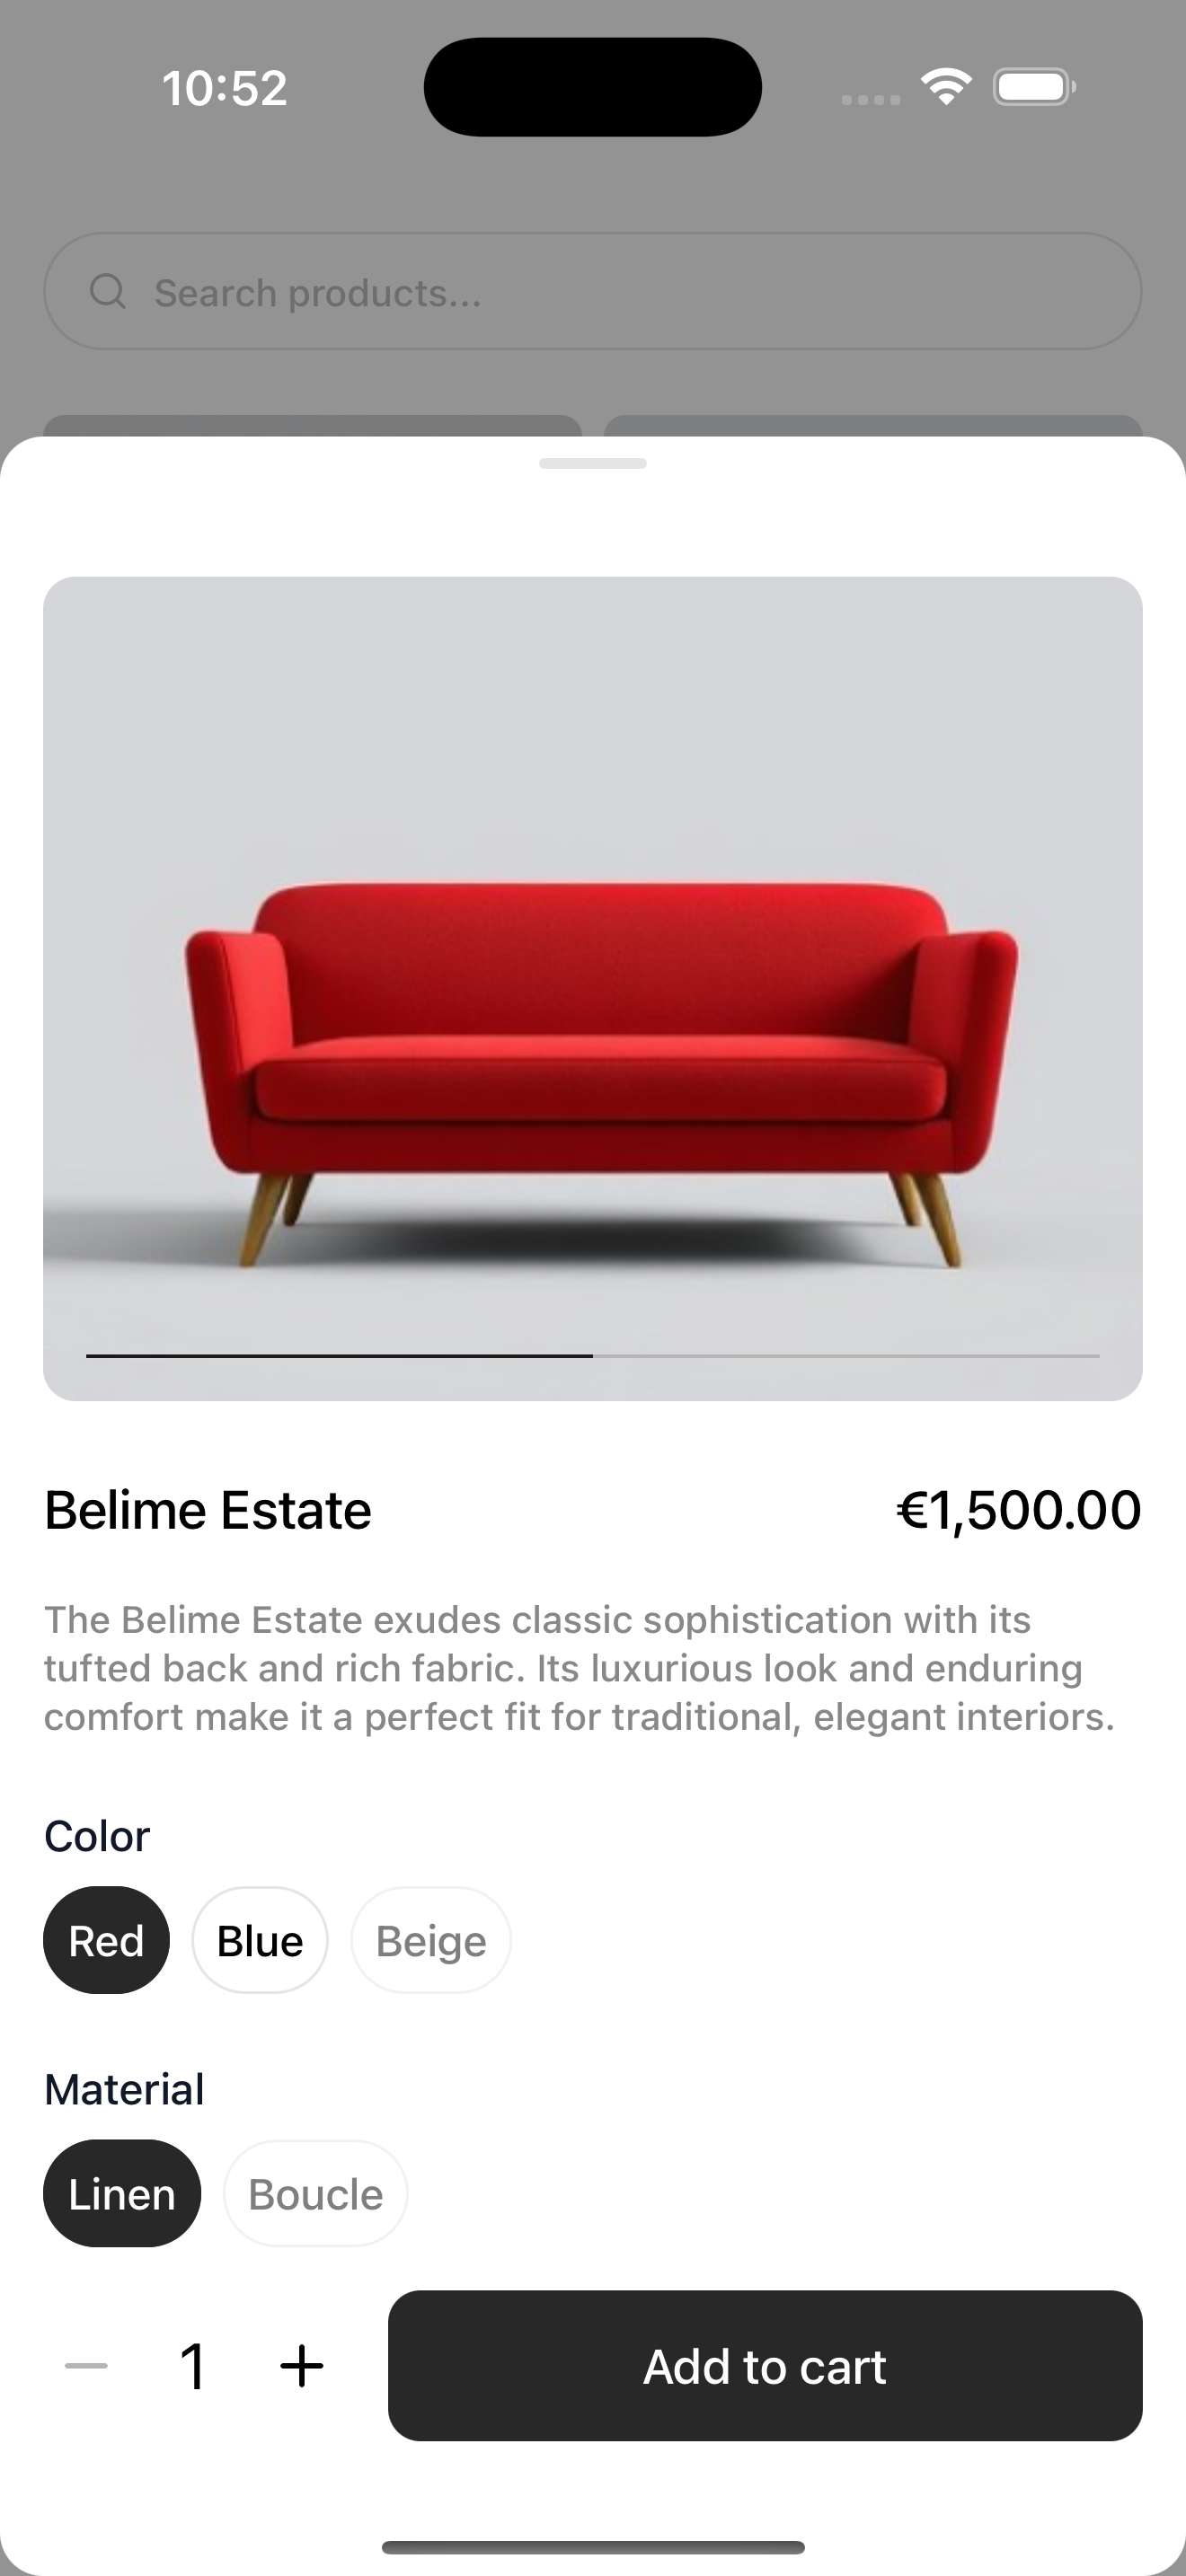 10:52
Search products...
Belime Estate
€1,500.00
The Belime Estate exudes classic sophistication with its
tufted back and rich fabric. Its luxurious look and enduring
comfort make it a perfect fit for traditional, elegant interiors.
Color
Red Blue Beige
Material
Linen Boucle
1
Add to cart